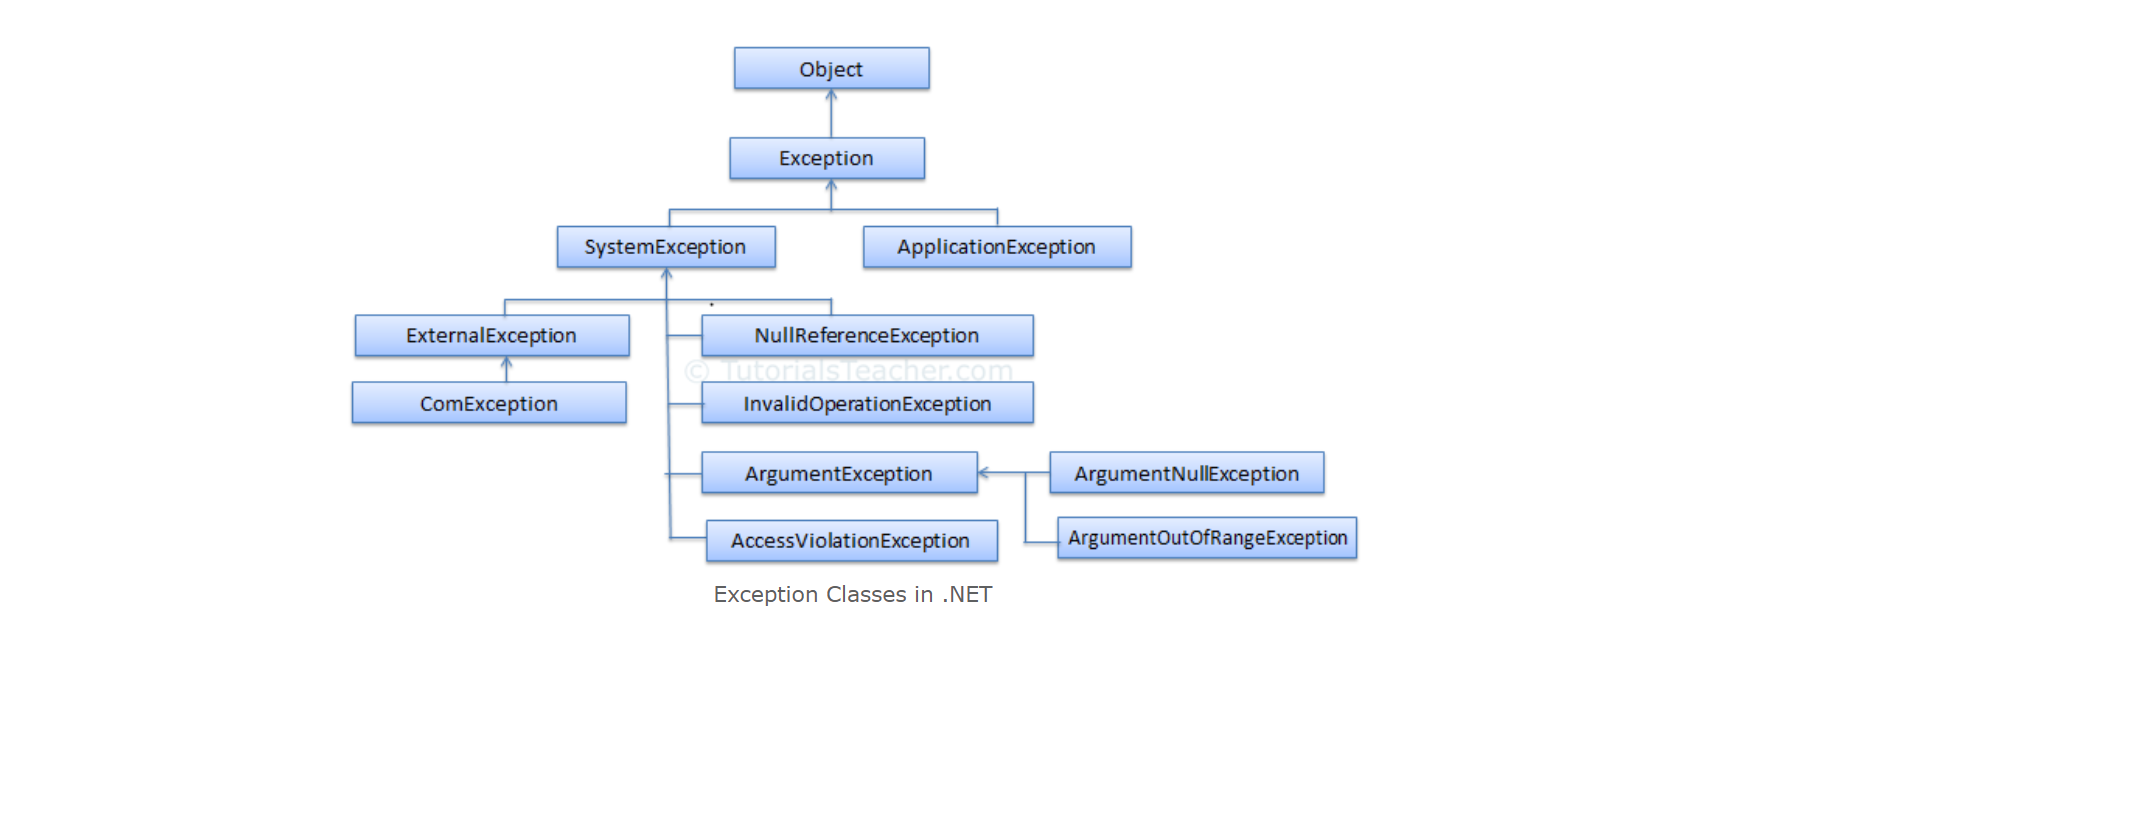 Object
Exception
SystemException
ApplicationException
ExternalException
NullReferenceException
© TutorialsTeacher.com
ComException
InvalidOperationException
ArgumentException
ArgumentNullException
AccessViolationException
ArgumentOutOfRangeException
Exception Classes in .NET